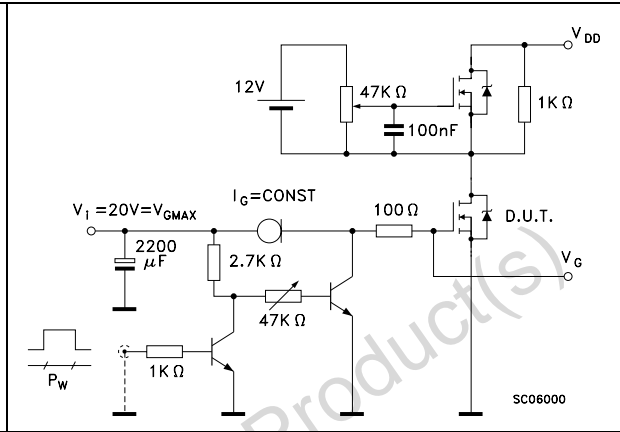 V DD
12V
47K Ω
1K Ω
100nF
I G =CONST
V i =20V=V GMAX
100 Ω
D.U.T.
2200
μF
2.7K Ω
V G
47K Ω
1K Ω
P W
Product(s)
SC06000